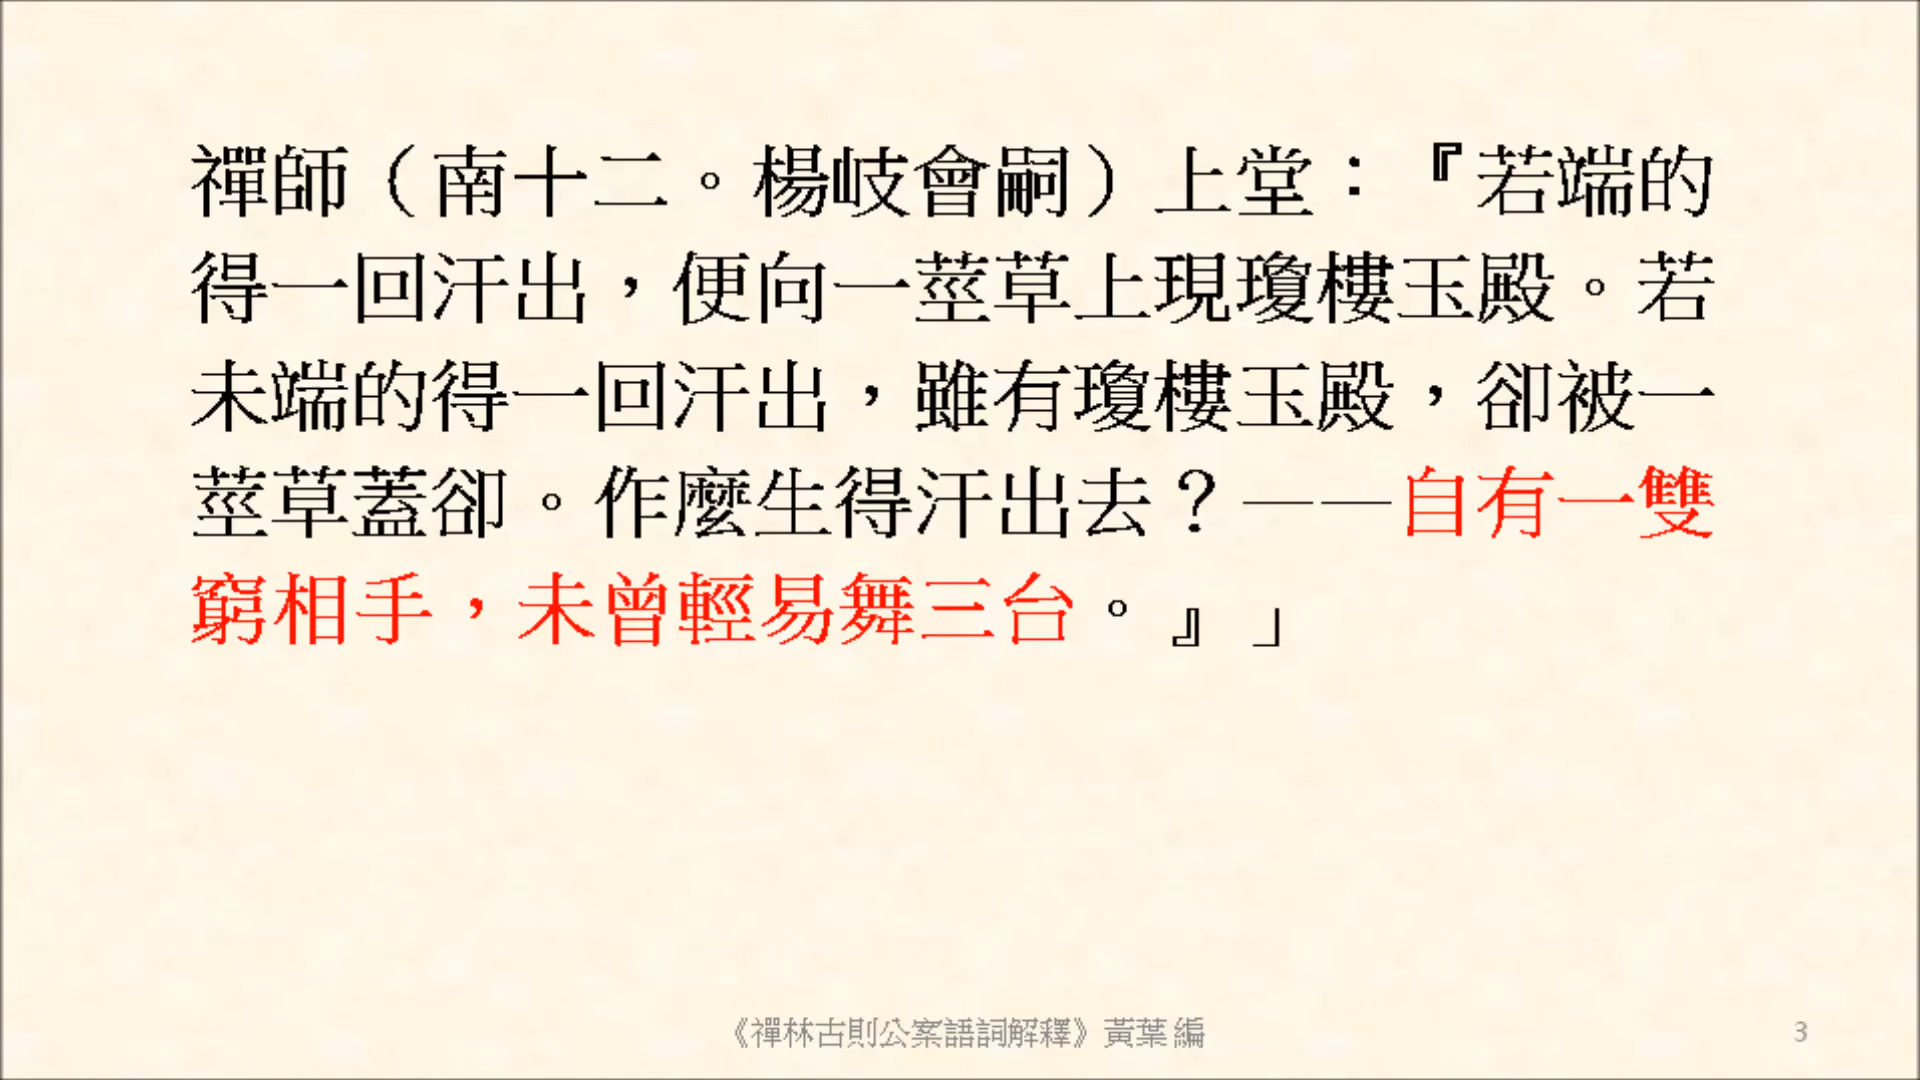 禪師（南十二。楊岐會嗣）上堂：『若端的
得一回汗出，便向一莖草上現瓊樓玉殿。若
未端的得一回汗出，雖有瓊樓玉殿，卻被一
莖草蓋卻。作麼生得汗出去？——自有一雙
窮相手，未曾輕易舞三台。』」
《禪林古則公案語詞解釋》黃葉 編
3